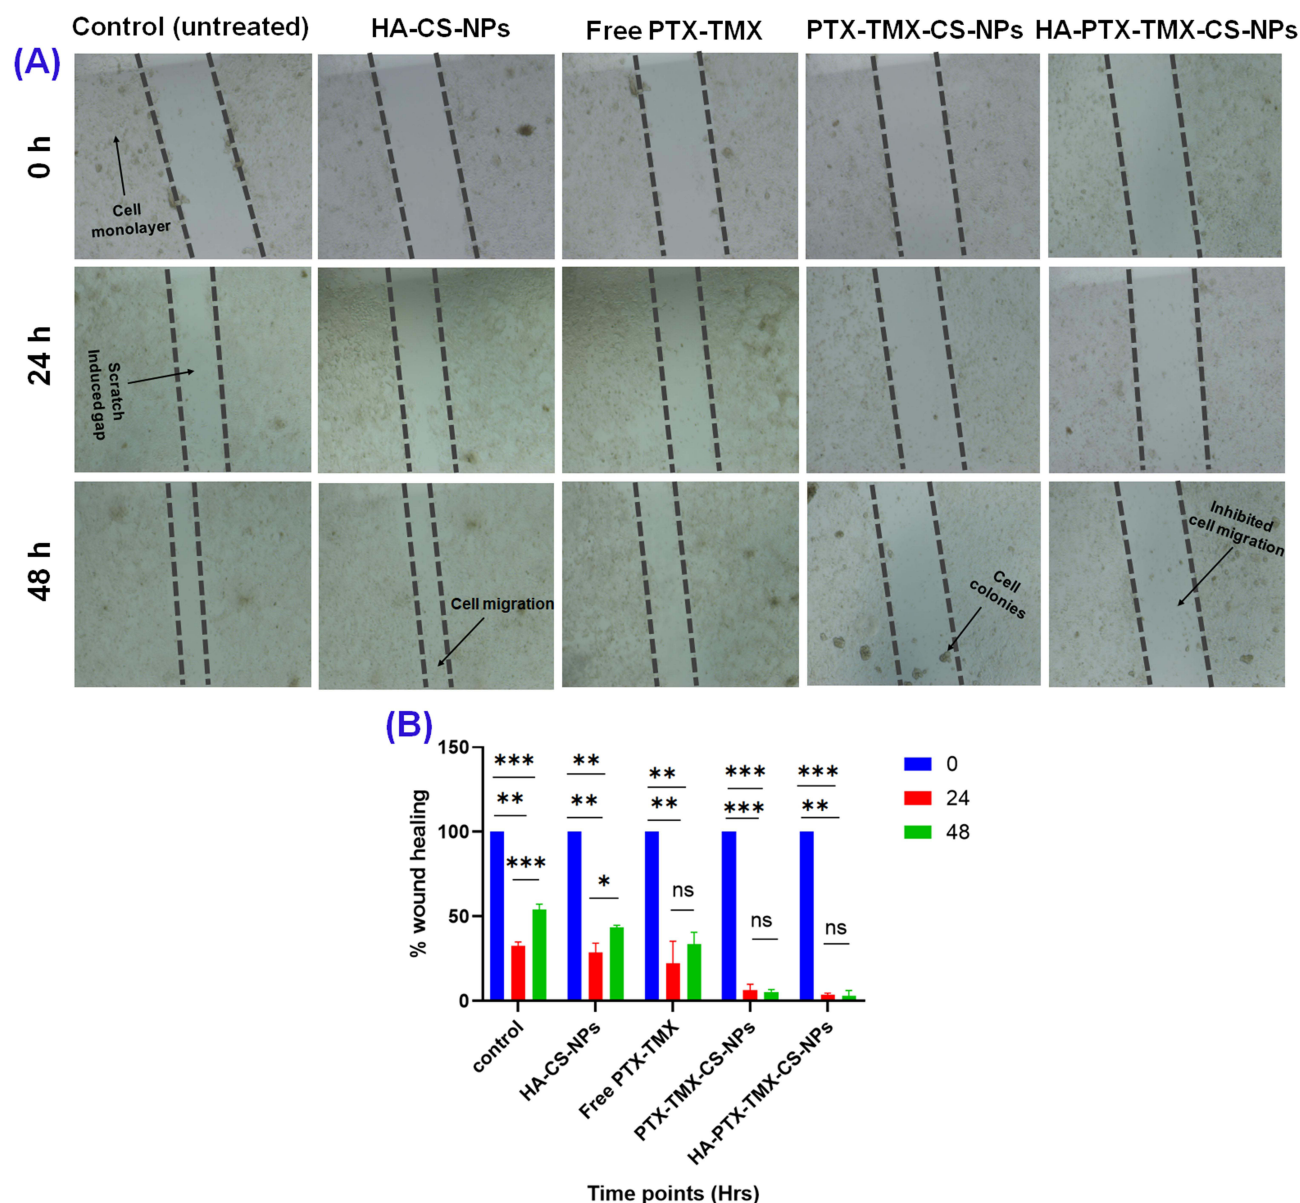 Control (untreated)
HA-CS-NPs
Free PTX-TMX
PTX-TMX-CS-NPs
HA-PTX-TMX-CS-NPs
(A)
0 h
Cell
monolayer
24 h
Scratch
Induced gap
48 h
Cell migration
Cell
colonies
Inhibited
cell migration
(B)
% wound healing
150
100
50
0
***
**
***
**
**
*
**
**
ns
***
***
ns
***
**
ns
0
24
48
control
HA-CS-NPs
Free PTX-TMX
PTX-TMX-CS-NPs
HA-PTX-TMX-CS-NPs
Time points (Hrs)